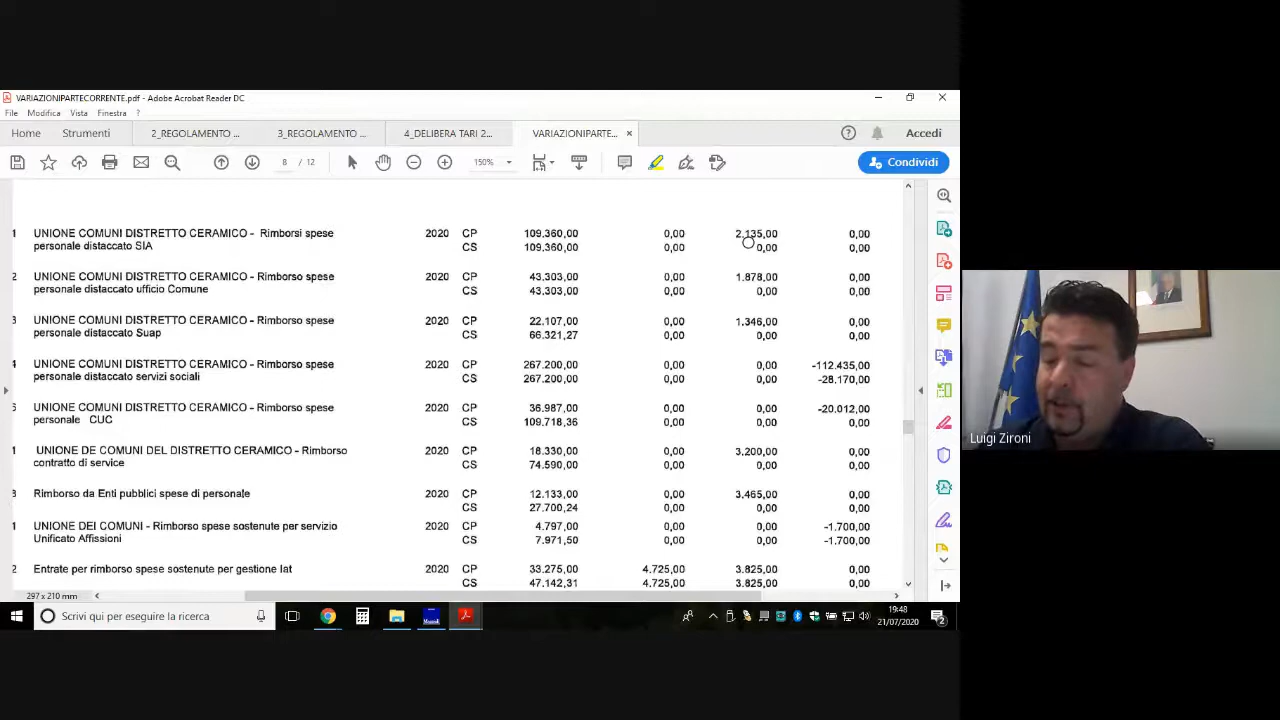 VARIAZIONIPARTECORRENTE.pdf - Adobe Acrobat Reader DC
File Modifica Vista Finestra ?
Home Strumenti 2_REGOLAMENTO ... 3_REGOLAMENTO ... 4_DELIBERA TARI 2... VARIAZIONIPARTE... × Accedi
8 / 12 150% Condividi
1 UNIONE COMUNI DISTRETTO CERAMICO - Rimborsi spese 2020 CP 109.360,00 0,00 2.135,00 0,00
personale distaccato SIA CS 109.360,00 0,00 0,00 0,00
2 UNIONE COMUNI DISTRETTO CERAMICO - Rimborso spese 2020 CP 43.303,00 0,00 1.878,00 0,00
personale distaccato ufficio Comune CS 43.303,00 0,00 0,00 0,00
3 UNIONE COMUNI DISTRETTO CERAMICO - Rimborso spese 2020 CP 22.107,00 0,00 1.346,00 0,00
personale distaccato Suap CS 66.321,27 0,00 0,00 0,00
4 UNIONE COMUNI DISTRETTO CERAMICO - Rimborso spese 2020 CP 267.200,00 0,00 0,00 -112.435,00
personale distaccato servizi sociali CS 267.200,00 0,00 0,00 -28.170,00
6 UNIONE COMUNI DISTRETTO CERAMICO - Rimborso spese 2020 CP 36.987,00 0,00 0,00 -20.012,00
personale CUC CS 109.718,36 0,00 0,00 0,00
1 UNIONE DE COMUNI DEL DISTRETTO CERAMICO - Rimborso 2020 CP 18.330,00 0,00 3.200,00 0,00
contratto di service CS 74.590,00 0,00 0,00 0,00
3 Rimborso da Enti pubblici spese di personale 2020 CP 12.133,00 0,00 3.465,00 0,00
CS 27.700,24 0,00 0,00 0,00
1 UNIONE DEI COMUNI - Rimborso spese sostenute per servizio 2020 CP 4.797,00 0,00 0,00 -1.700,00
Unificato Affissioni CS 7.971,50 0,00 0,00 -1.700,00
2 Entrate per rimborso spese sostenute per gestione Iat 2020 CP 33.275,00 4.725,00 3.825,00 0,00
CS 47.142,31 4.725,00 3.825,00 0,00
297 x 210 mm
Scrivi qui per eseguire la ricerca
19:48
21/07/2020
2
Luigi Zironi